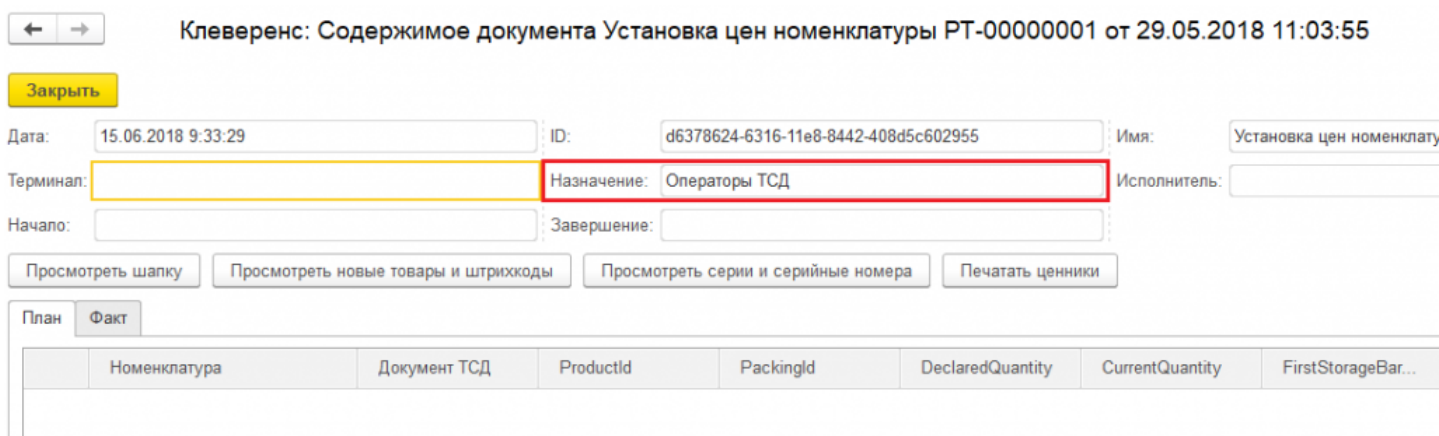 Клеверенс: Содержимое документа Установка цен номенклатуры РТ-00000001 от 29.05.2018 11:03:55
Закрыть
Дата: 15.06.2018 9:33:29 ID: d6378624-6316-11e8-8442-408d5c602955 Имя: Установка цен номенклату
Терминал: Назначение: Операторы ТСД Исполнитель:
Начало: Завершение:
Просмотреть шапку Просмотреть новые товары и штрихкоды Просмотреть серии и серийные номера Печатать ценники
План Факт
Номенклатура Документ ТСД ProductId PackingId DeclaredQuantity CurrentQuantity FirstStorageBar...